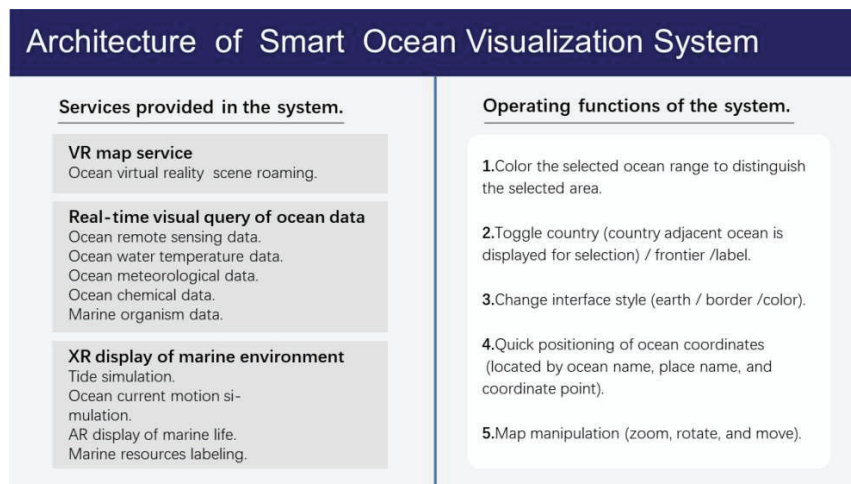 Architecture of Smart Ocean Visualization System
Services provided in the system.
VR map service
Ocean virtual reality scene roaming.
Real-time visual query of ocean data
Ocean remote sensing data.
Ocean water temperature data.
Ocean meteorological data.
Ocean chemical data.
Marine organism data.
XR display of marine environment
Tide simulation.
Ocean current motion si-
mulation.
AR display of marine life.
Marine resources labeling.
Operating functions of the system.
1.Color the selected ocean range to distinguish
the selected area.
2.Toggle country (country adjacent ocean is
displayed for selection) / frontier /label.
3.Change interface style (earth / border /color).
4.Quick positioning of ocean coordinates
(located by ocean name, place name, and
coordinate point).
5.Map manipulation (zoom, rotate, and move).